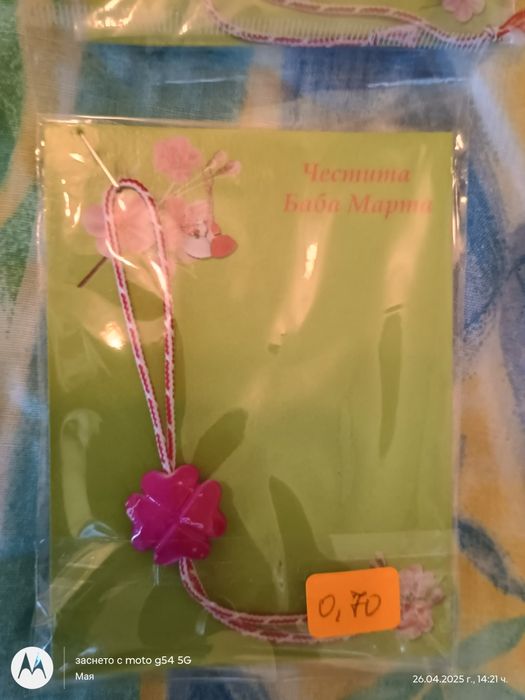 Честита
Баба Марта
0,70
заснето с moto g54 5G
Мая
26.04.2025 г., 14:21 ч.